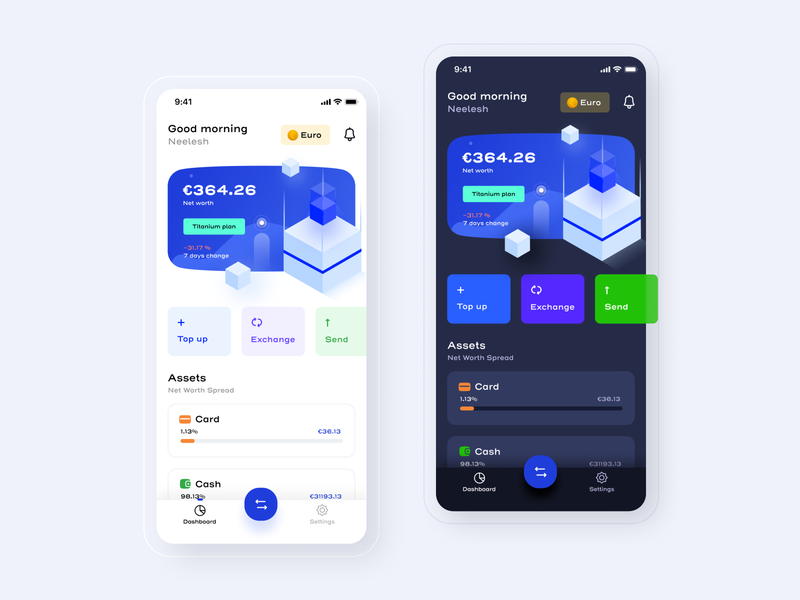 9:41
Good morning
Neelesh
Euro
€364.26
Net worth
Titanium plan
-31.17 %
7 days change
Top up
Exchange
Send
Assets
Net Worth Spread
Card
1.13%
€36.13
Cash
98.13%
€31193.13
Dashboard
Settings
9:41
Good morning
Neelesh
Euro
€364.26
Net worth
Titanium plan
-31.17 %
7 days change
Top up
Exchange
Send
Assets
Net Worth Spread
Card
1.13%
€36.13
Cash
98.13%
€31193.13
Dashboard
Settings